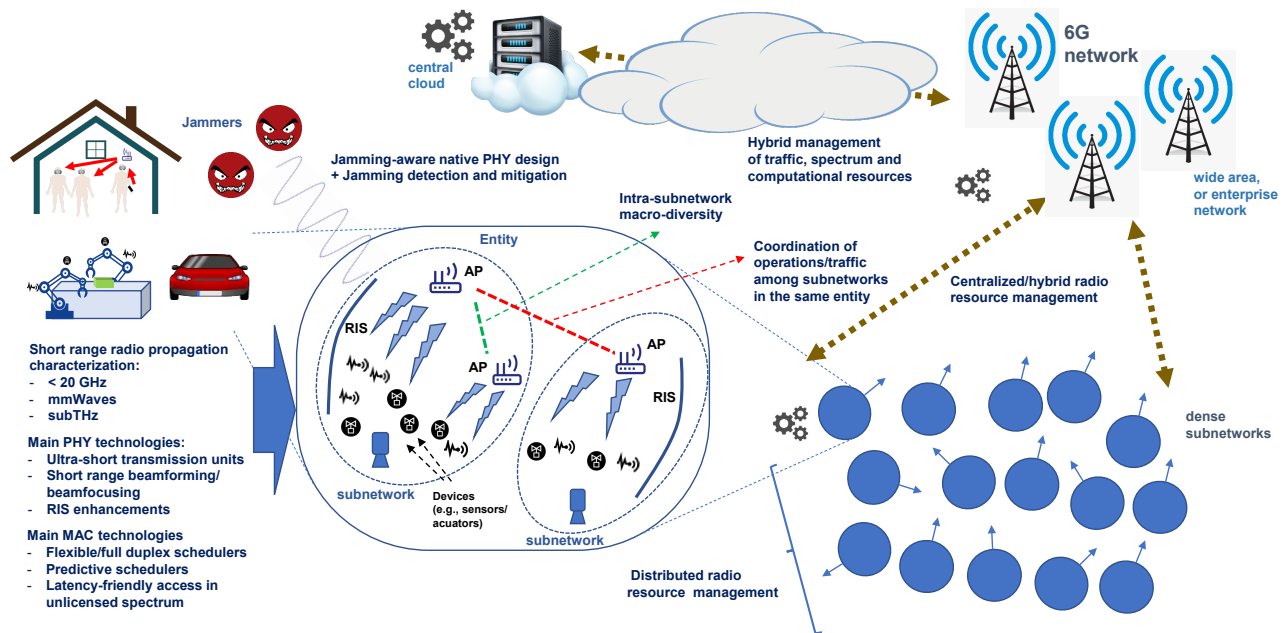 6G
network
central
cloud
Jammers
Jamming-aware native PHY design
+ Jamming detection and mitigation
Hybrid management
of traffic, spectrum and
computational resources
wide area,
or enterprise
network
Intra-subnetwork
macro-diversity
Entity
AP
Coordination of
operations/traffic
among subnetworks
in the same entity
Centralized/hybrid radio
resource management
RIS
AP
AP
RIS
Short range radio propagation
characterization:
- < 20 GHz
- mmWaves
- subTHz
Main PHY technologies:
- Ultra-short transmission units
- Short range beamforming/
beamfocusing
- RIS enhancements
Main MAC technologies
- Flexible/full duplex schedulers
- Predictive schedulers
- Latency-friendly access in
unlicensed spectrum
subnetwork
Devices
(e.g., sensors/
acuators)
subnetwork
dense
subnetworks
Distributed radio
resource management